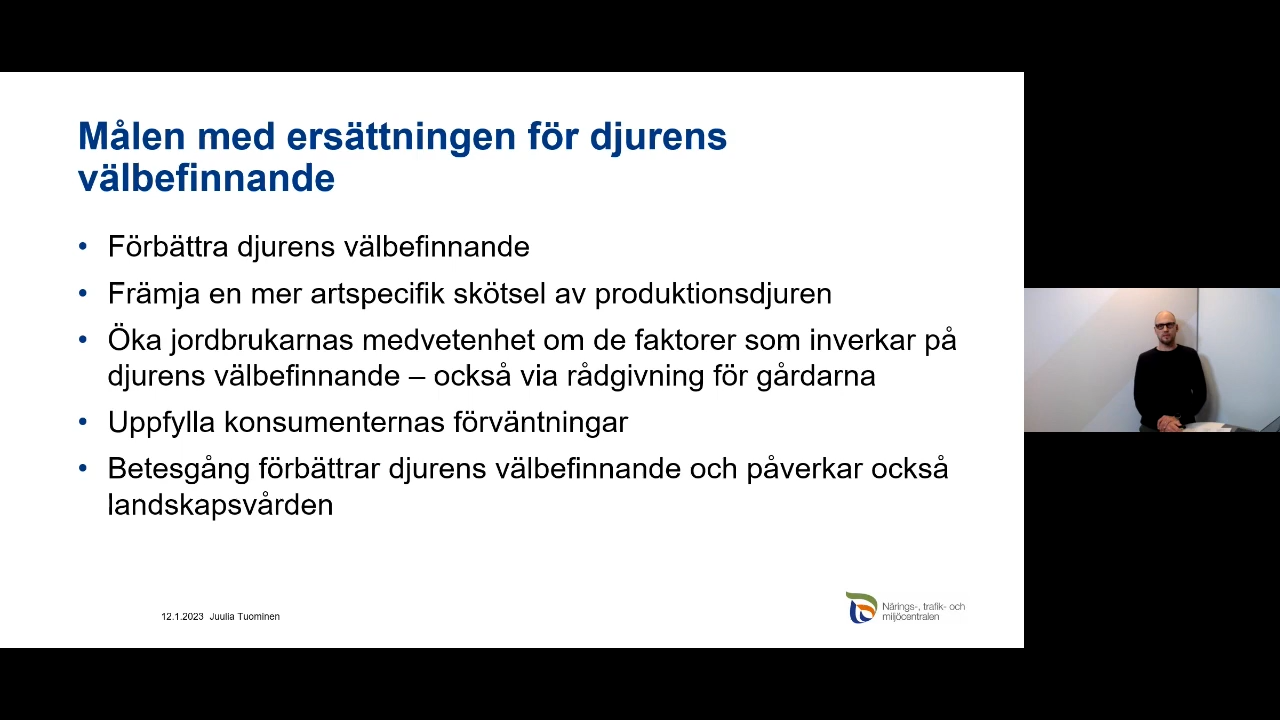 Målen med ersättningen för djurens
välbefinnande
• Förbättra djurens välbefinnande
• Främja en mer artspecifik skötsel av produktionsdjuren
• Öka jordbrukarnas medvetenhet om de faktorer som inverkar på
djurens välbefinnande – också via rådgivning för gårdarna
• Uppfylla konsumenternas förväntningar
• Betesgång förbättrar djurens välbefinnande och påverkar också
landskapsvården
12.1.2023 Juulia Tuominen
Närings-, trafik- och
miljöcentralen